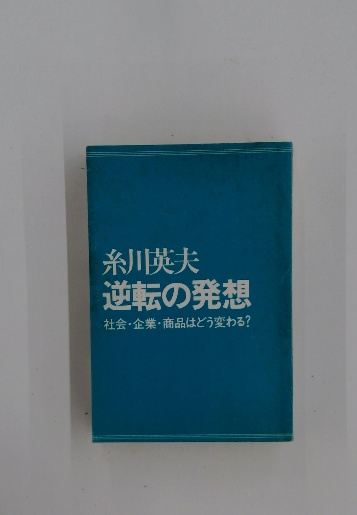 糸川英夫
逆転の発想
社会・企業・商品はどう変わる?